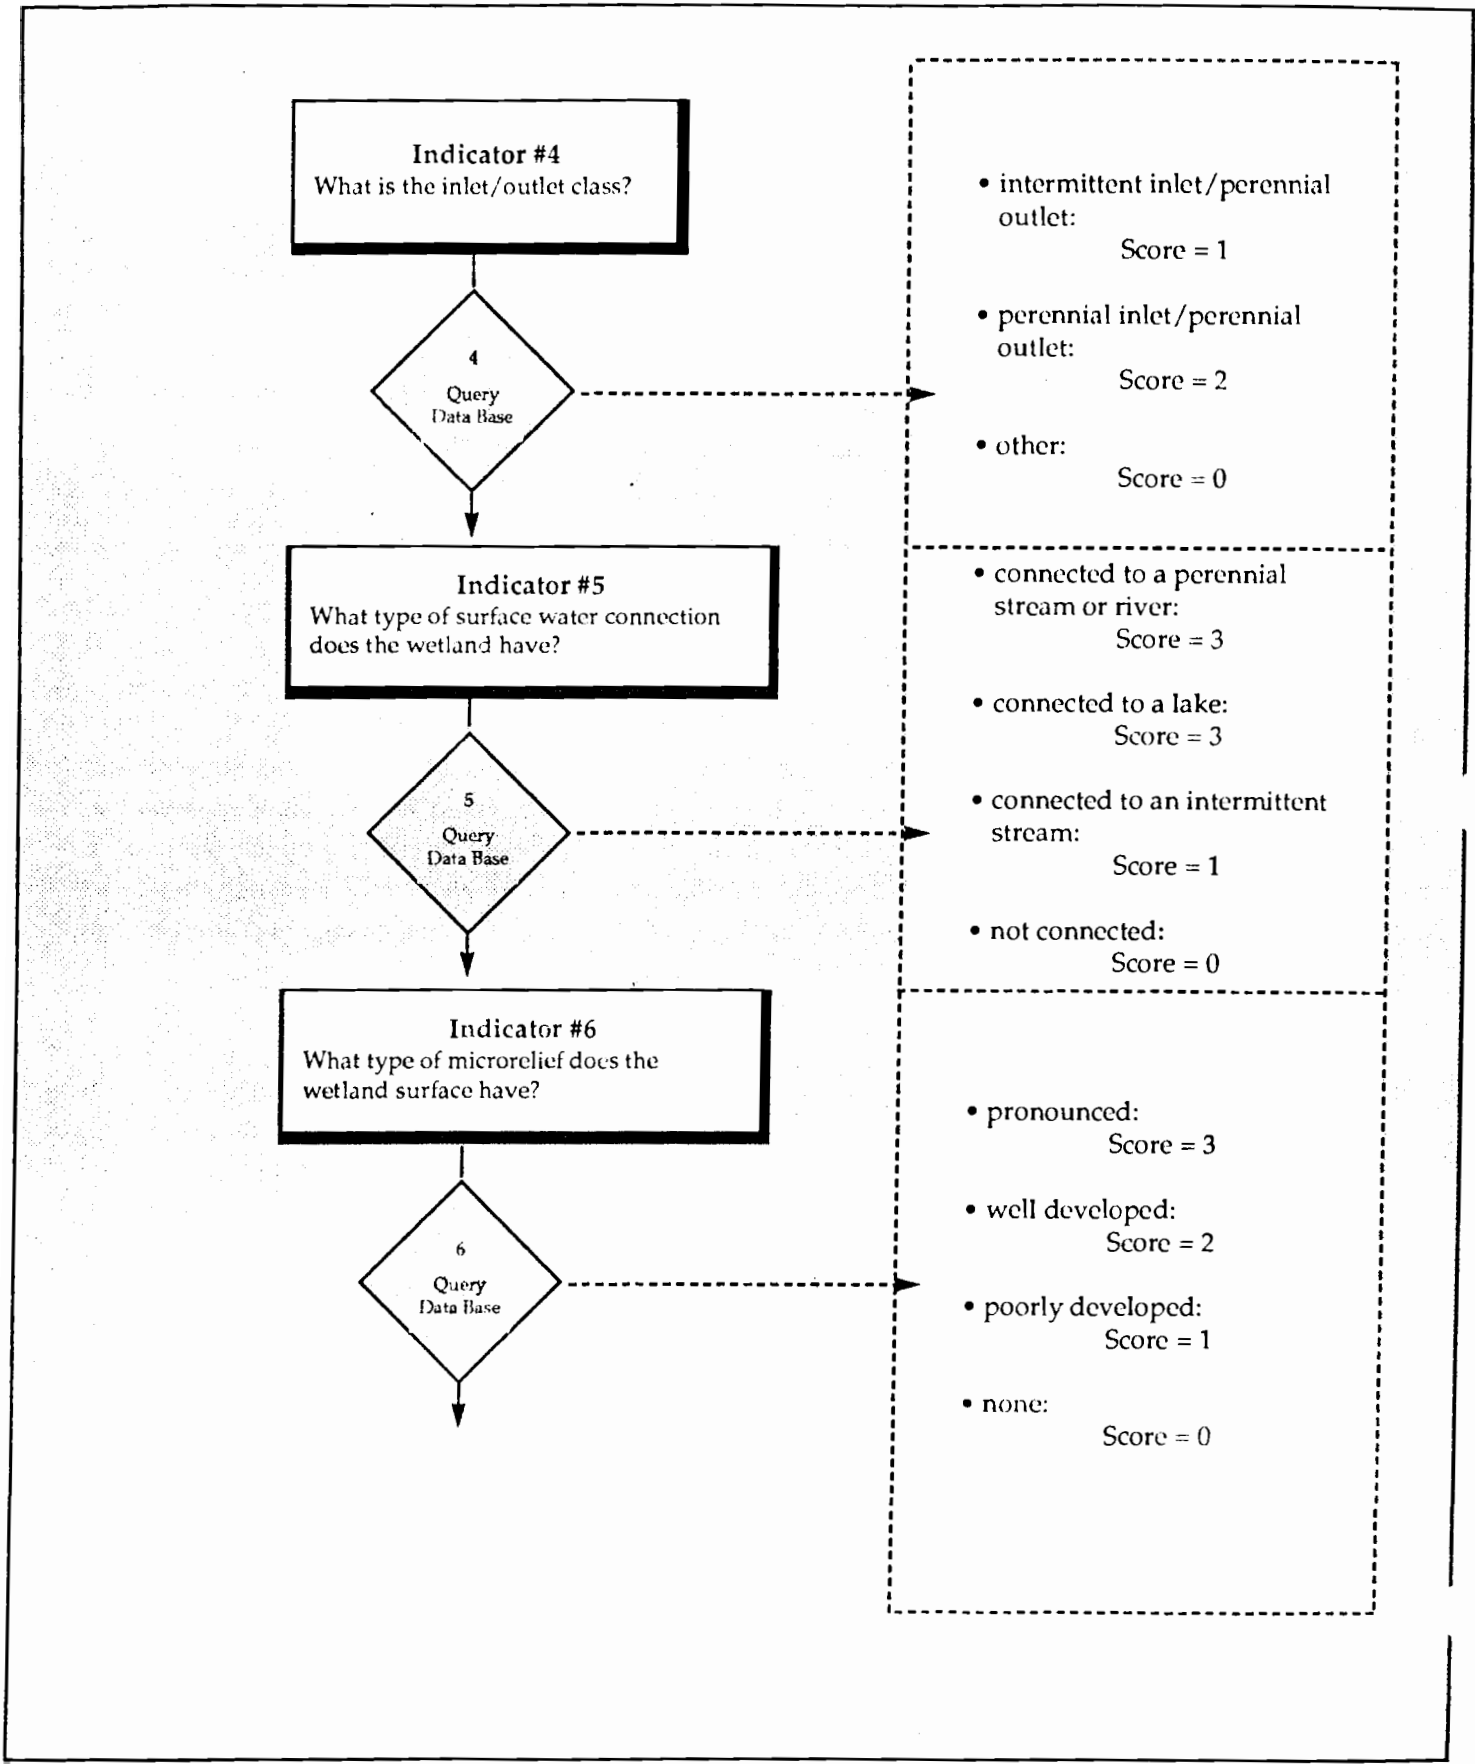 Indicator #4
What is the inlet/outlet class?
4
Query
Data Base
• intermittent inlet/perennial
outlet:
Score = 1
• perennial inlet/perennial
outlet:
Score = 2
• other:
Score = 0
Indicator #5
What type of surface water connection
does the wetland have?
5
Query
Data Base
• connected to a perennial
stream or river:
Score = 3
• connected to a lake:
Score = 3
• connected to an intermittent
stream:
Score = 1
• not connected:
Score = 0
Indicator #6
What type of microrelief does the
wetland surface have?
6
Query
Data Base
• pronounced:
Score = 3
• well developed:
Score = 2
• poorly developed:
Score = 1
• none:
Score = 0